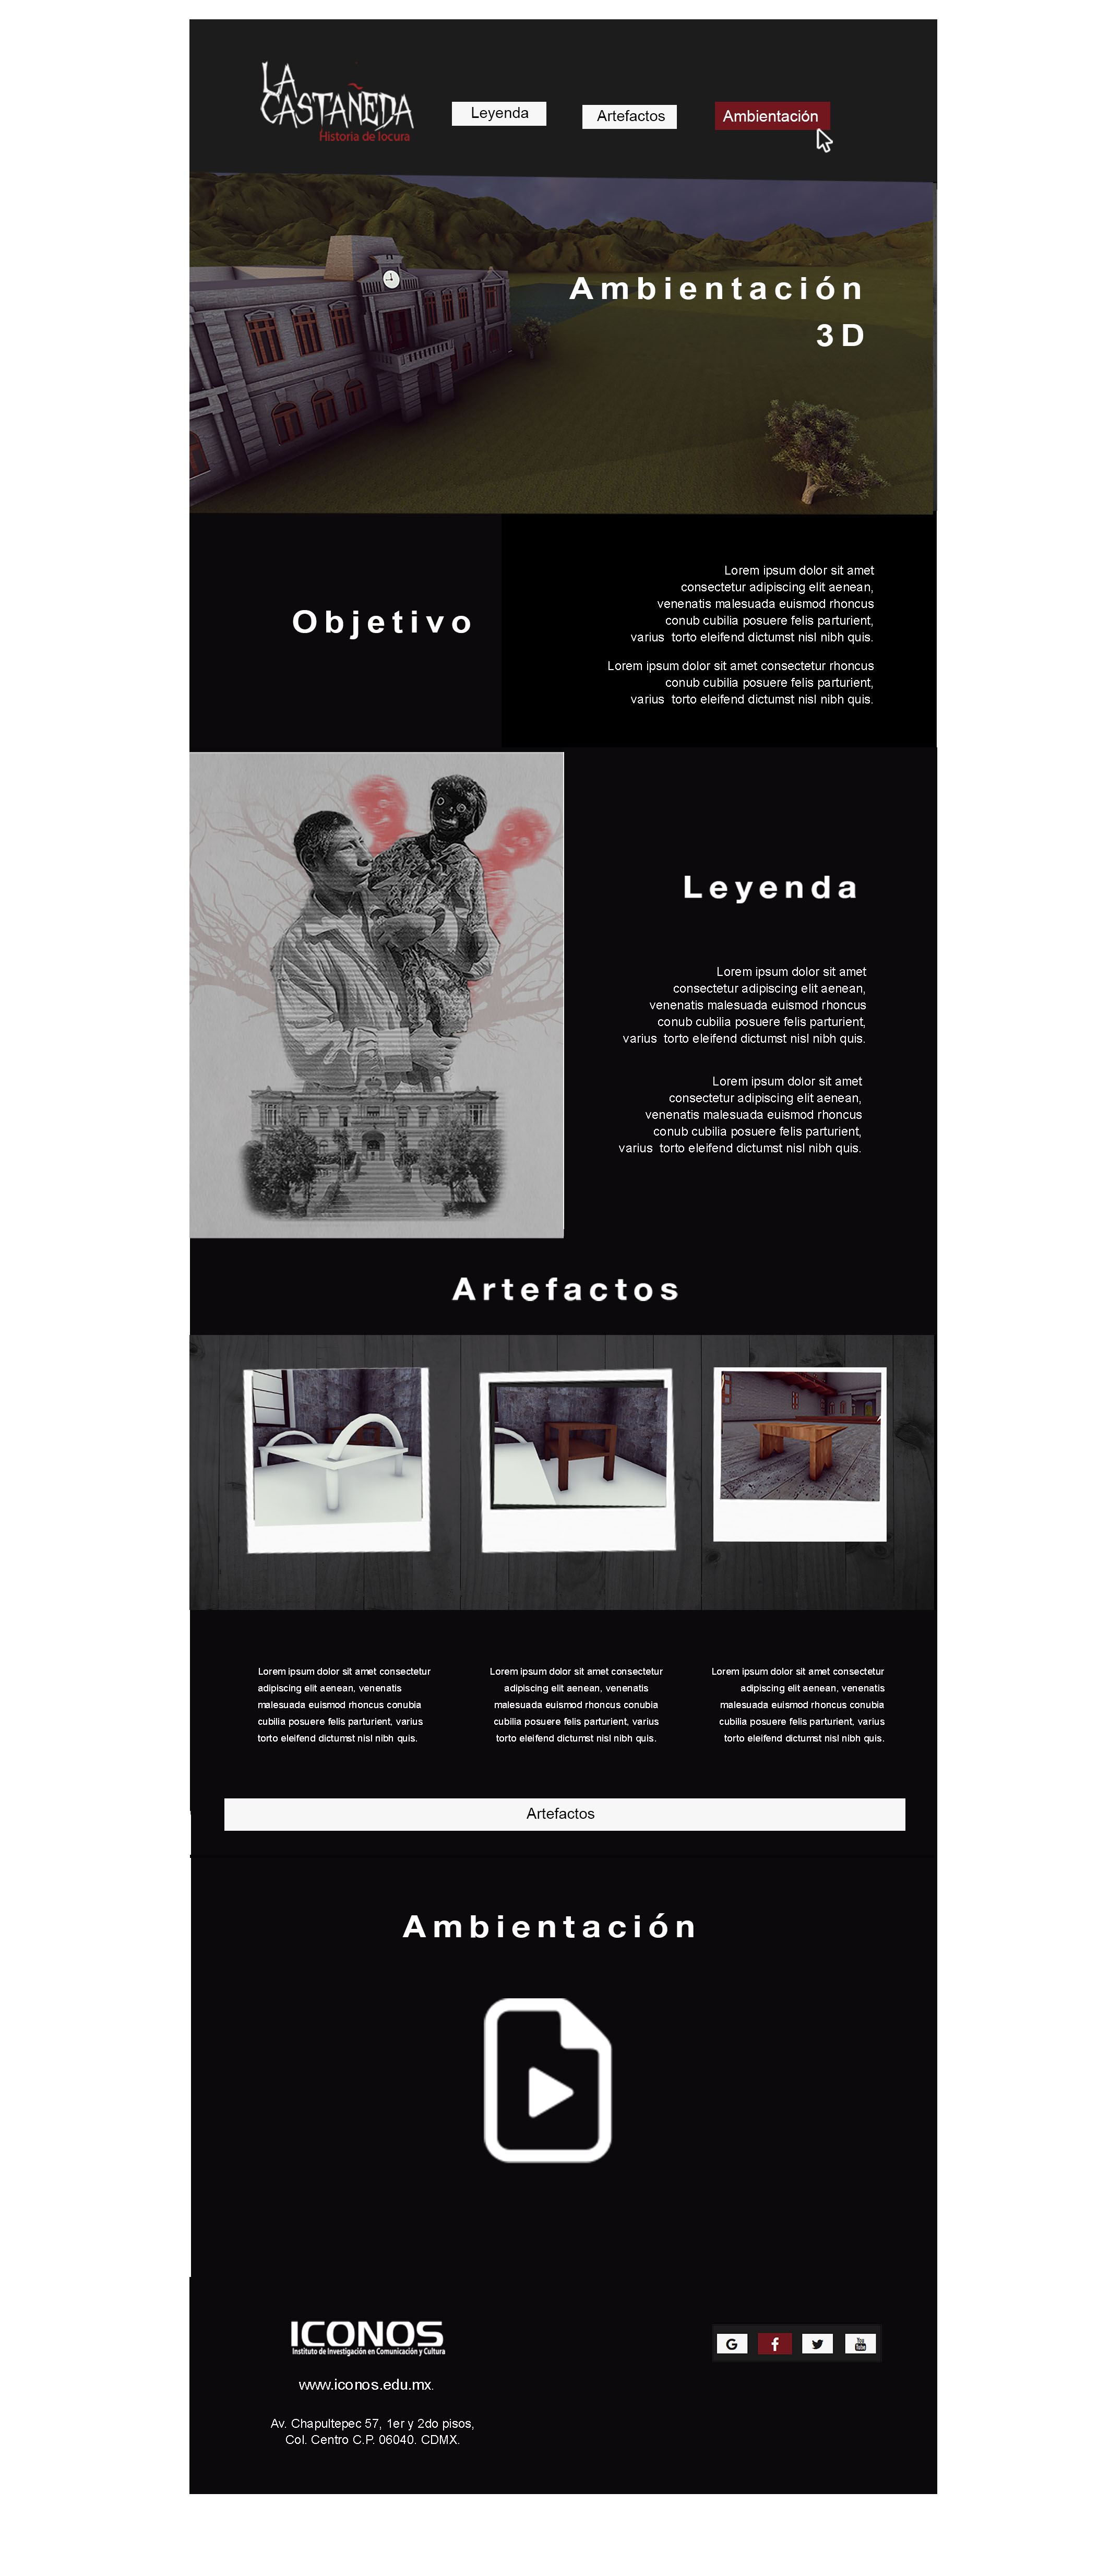 LA
CASTAÑEDA
Historia de locura
Leyenda
Artefactos
Ambientación
Ambientación
3D
Objetivo
Lorem ipsum dolor sit amet
consectetur adipiscing elit aenean,
venenatis malesuada euismod rhoncus
conub cubilia posuere felis parturient,
varius torto eleifend dictumst nisl nibh quis.
Lorem ipsum dolor sit amet consectetur rhoncus
conub cubilia posuere felis parturient,
varius torto eleifend dictumst nisl nibh quis.
Leyenda
Lorem ipsum dolor sit amet
consectetur adipiscing elit aenean,
venenatis malesuada euismod rhoncus
conub cubilia posuere felis parturient,
varius torto eleifend dictumst nisl nibh quis.
Lorem ipsum dolor sit amet
consectetur adipiscing elit aenean,
venenatis malesuada euismod rhoncus
conub cubilia posuere felis parturient,
varius torto eleifend dictumst nisl nibh quis.
Artefactos
Lorem ipsum dolor sit amet consectetur
adipiscing elit aenean, venenatis
malesuada euismod rhoncus conubia
cubilia posuere felis parturient, varius
torto eleifend dictumst nisl nibh quis.
Lorem ipsum dolor sit amet consectetur
adipiscing elit aenean, venenatis
malesuada euismod rhoncus conubia
cubilia posuere felis parturient, varius
torto eleifend dictumst nisl nibh quis.
Lorem ipsum dolor sit amet consectetur
adipiscing elit aenean, venenatis
malesuada euismod rhoncus conubia
cubilia posuere felis parturient, varius
torto eleifend dictumst nisl nibh quis.
Artefactos
Ambientación
ICONOS
Instituto de Investigación en Comunicación y Cultura
www.iconos.edu.mx.
Av. Chapultepec 57, 1er y 2do pisos,
Col. Centro C.P. 06040. CDMX.
G
f
You Tube